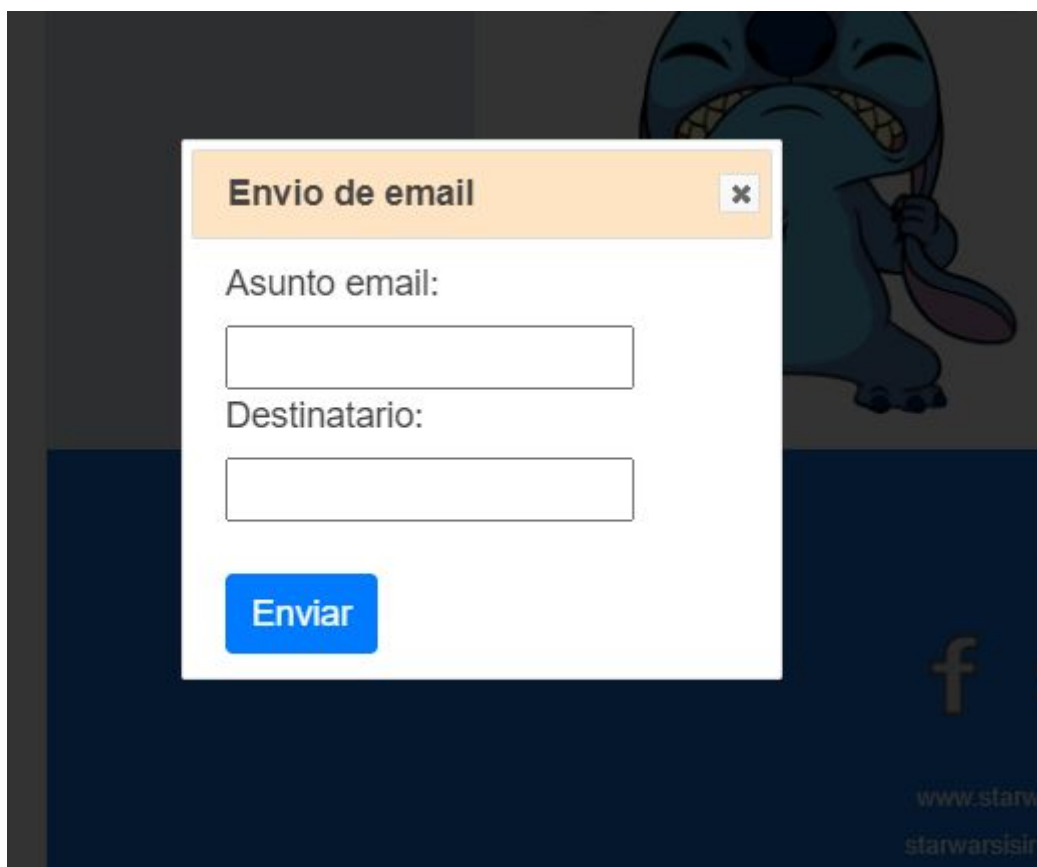 Envio de email
Asunto email:
Destinatario:
Enviar
f